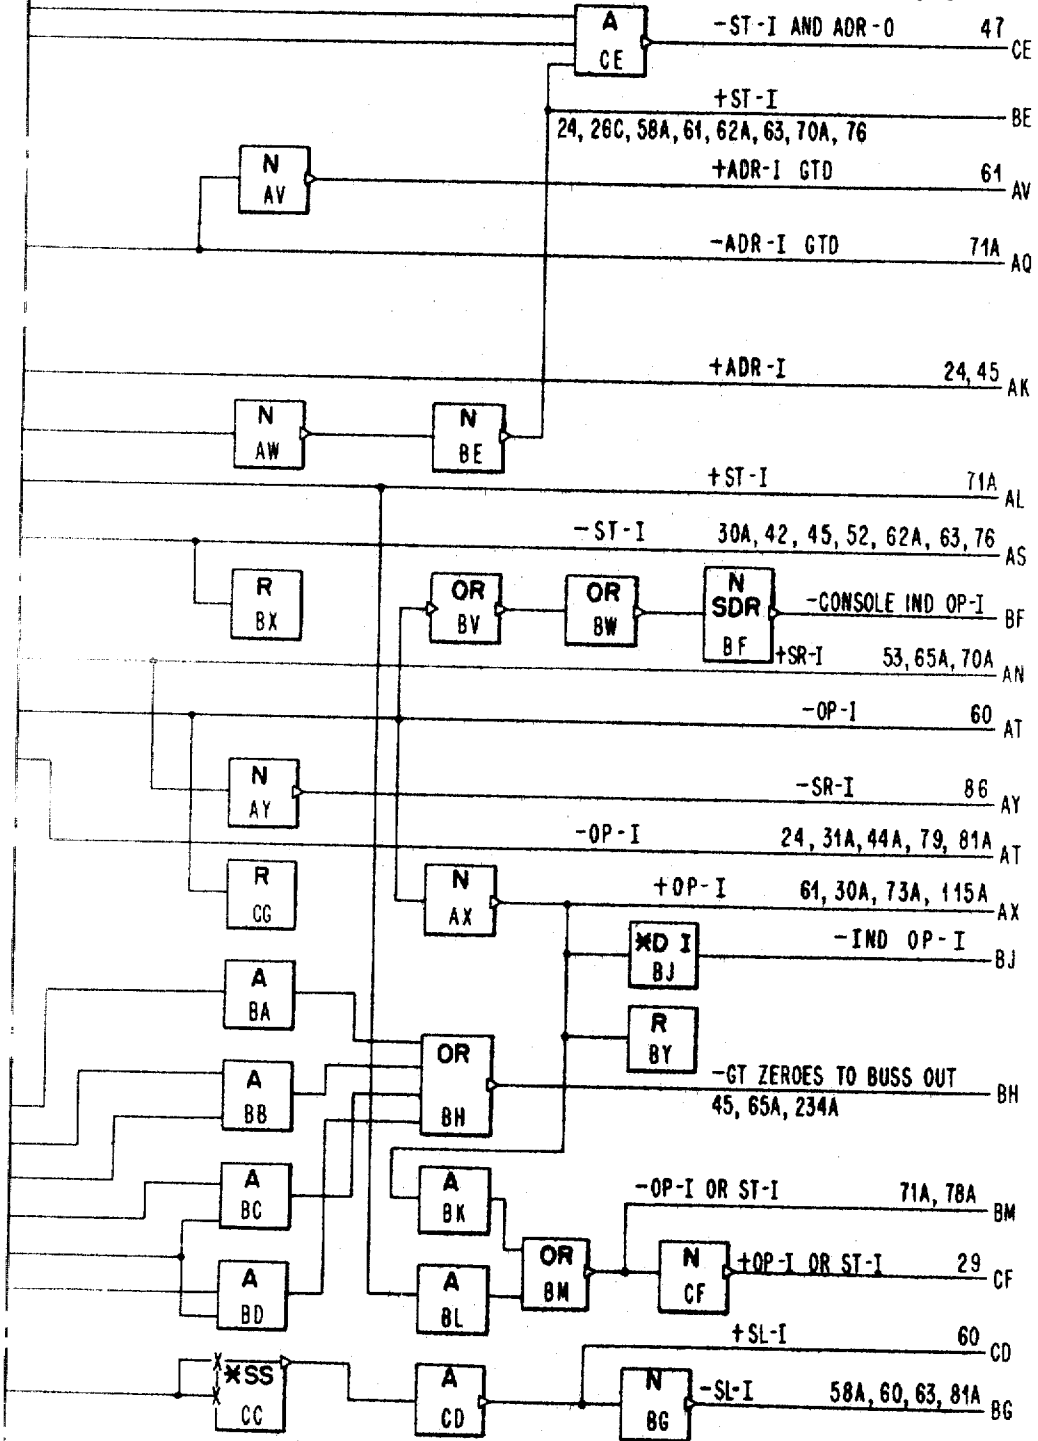 A
CE
-ST-I AND ADR-O 47 CE
+ST-I BE
24, 26C, 58A, 61, 62A, 63, 70A, 76
N
AV
+ADR-I GTD 61 AV
-ADR-I GTD 71A AQ
+ADR-I 24, 45 AK
N
AW
N
BE
+ST-I 71A AL
-ST-I 30A, 42, 45, 52, 62A, 63, 76 AS
R
BX
OR
BV
OR
BW
N
SDR
BF
-CONSOLE IND OP-I BF
+SR-I 53, 65A, 70A AN
-OP-I 60 AT
N
AY
-SR-I 86 AY
-OP-I 24, 31A, 44A, 79, 81A AT
R
CG
N
AX
+OP-I 61, 30A, 73A, 115A AX
*D I
BJ
-IND OP-I BJ
A
BA
R
BY
OR
BH
-GT ZEROES TO BUSS OUT BH
45, 65A, 234A
A
BB
A
BC
A
BK
-OP-I OR ST-I 71A, 78A BM
OR
BM
N
CF
+OP-I OR ST-I 29 CF
A
BD
A
BL
+SL-I 60 CD
X
X
*SS
CC
A
CD
N
BG
-SL-I 58A, 60, 63, 81A BG